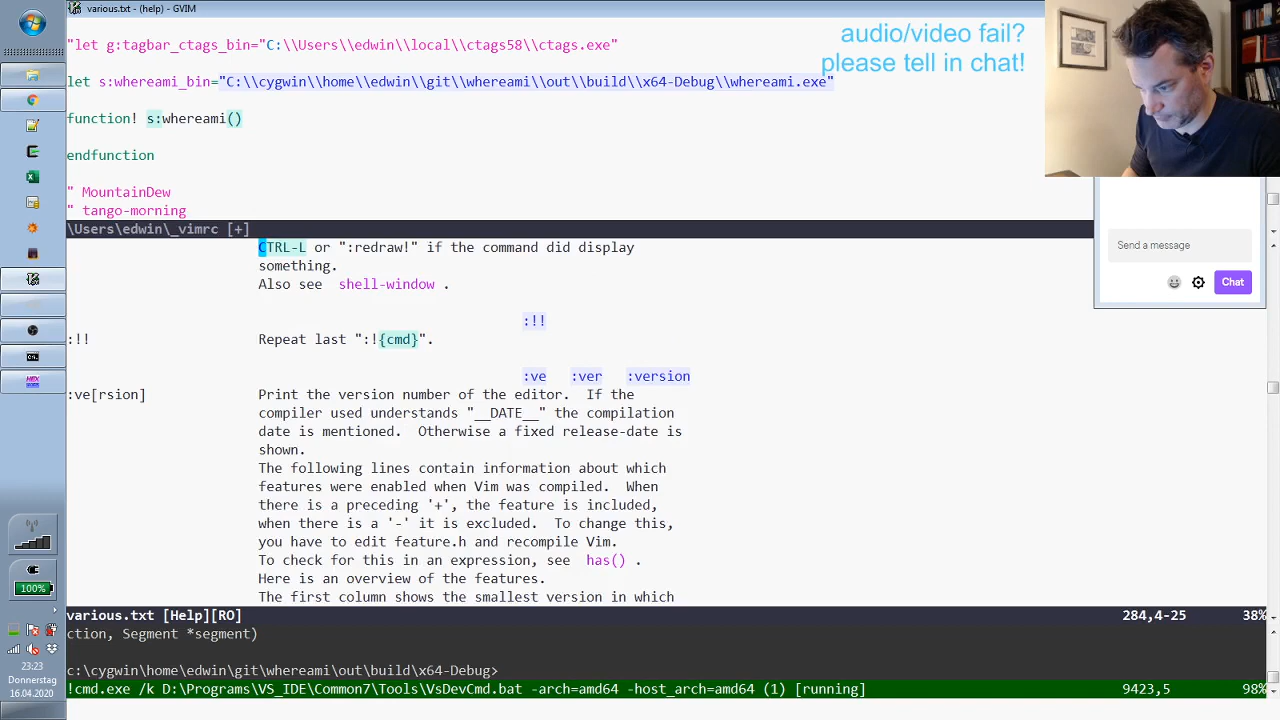 various.txt - (help) - GVIM
"let g:tagbar_ctags_bin="C:\\Users\\edwin\\local\\ctags58\\ctags.exe"
audio/video fail?
please tell in chat!
let s:whereami_bin="C:\\cygwin\\home\\edwin\\git\\whereami\\out\\build\\x64-Debug\\whereami.exe"
function! s:whereami()
endfunction
" MountainDew
" tango-morning
\Users\edwin\_vimrc [+]
CTRL-L or ":redraw!" if the command did display
something.
Also see shell-window .
:!!
:!! Repeat last ":!{cmd}".
:ve :ver :version
:ve[rsion] Print the version number of the editor. If the
compiler used understands "__DATE__" the compilation
date is mentioned. Otherwise a fixed release-date is
shown.
The following lines contain information about which
features were enabled when Vim was compiled. When
there is a preceding '+', the feature is included,
when there is a '-' it is excluded. To change this,
you have to edit feature.h and recompile Vim.
To check for this in an expression, see has() .
Here is an overview of the features.
The first column shows the smallest version in which
various.txt [Help][RO] 284,4-25 38%
ction, Segment *segment)
c:\cygwin\home\edwin\git\whereami\out\build\x64-Debug>
!cmd.exe /k D:\Programs\VS_IDE\Common7\Tools\VsDevCmd.bat -arch=amd64 -host_arch=amd64 (1) [running] 9423,5 98%
Send a message
Chat
HEX
100%
23:23
Donnerstag
16.04.2020